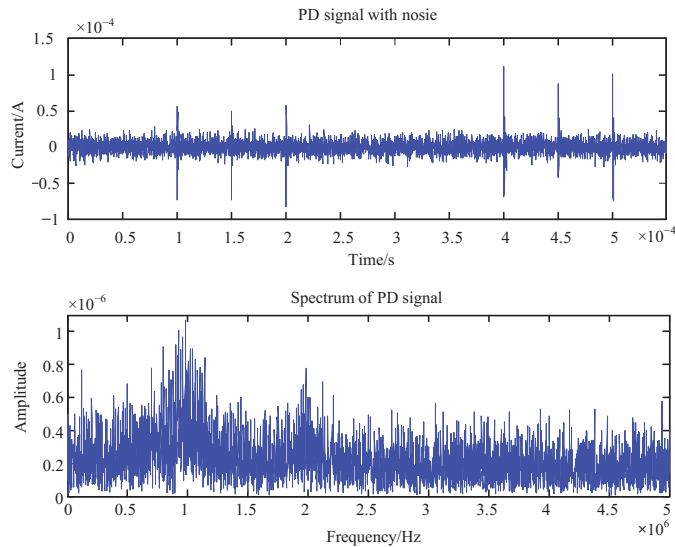 PD signal with nosie
×10⁻⁴
1.5
1
0.5
0
−0.5
−1
Current/A
0 0.5 1 1.5 2 2.5 3 3.5 4 4.5 5
×10⁻⁴
Time/s
Spectrum of PD signal
×10⁻⁶
1
0.8
0.6
0.4
0.2
0
Amplitude
0 0.5 1 1.5 2 2.5 3 3.5 4 4.5 5
×10⁶
Frequency/Hz